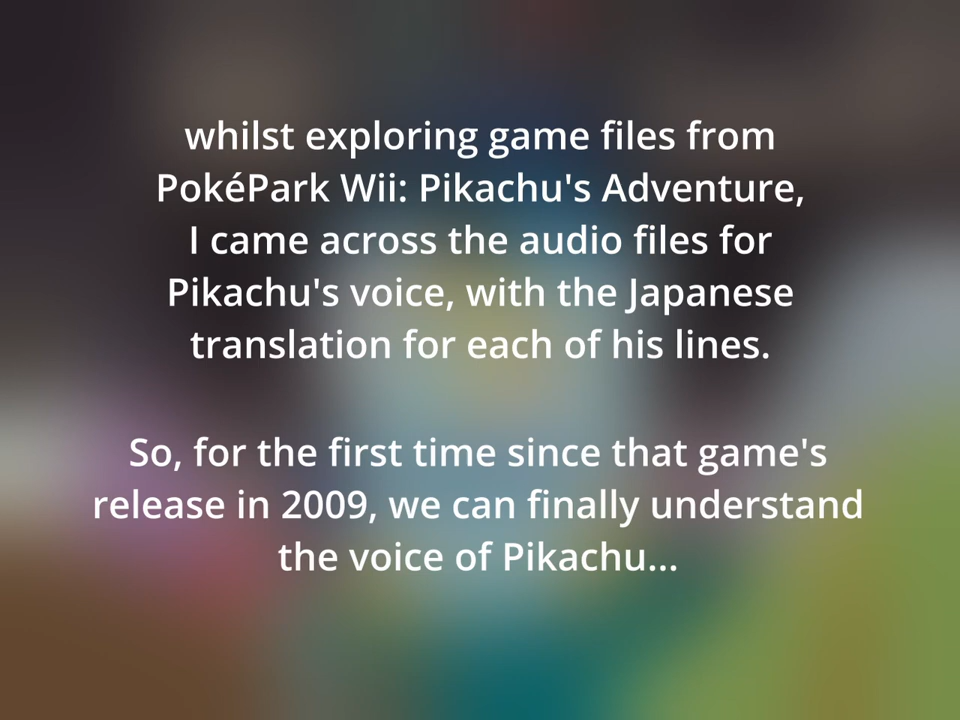 whilst exploring game files from
PokéPark Wii: Pikachu's Adventure,
I came across the audio files for
Pikachu's voice, with the Japanese
translation for each of his lines.
So, for the first time since that game's
release in 2009, we can finally understand
the voice of Pikachu...